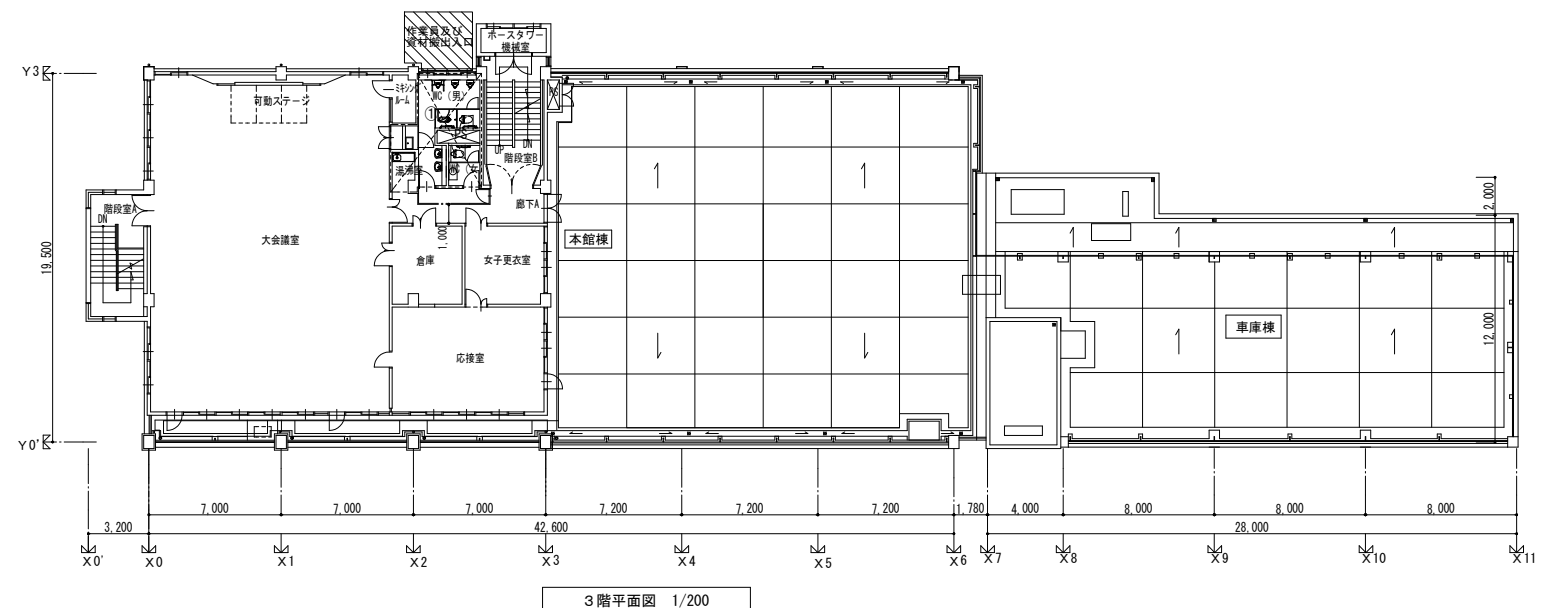 作業員及び
資材搬出入口
ホースタワー
機械室
Y3
可動ステージ
ミキシング
ルーム
WC（男）
PS
①
UP
DN
階段室B
湯沸室
WC（女）
階段室A
DN
廊下A
大会議室
本館棟
1,000
倉庫
女子更衣室
19,500
2,000
車庫棟
12,000
応接室
Y0'
7,000
7,000
7,000
7,200
7,200
7,200
1,780
4,000
8,000
8,000
8,000
3,200
42,600
28,000
X0'
X0
X1
X2
X3
X4
X5
X6
X7
X8
X9
X10
X11
3階平面図 1/200